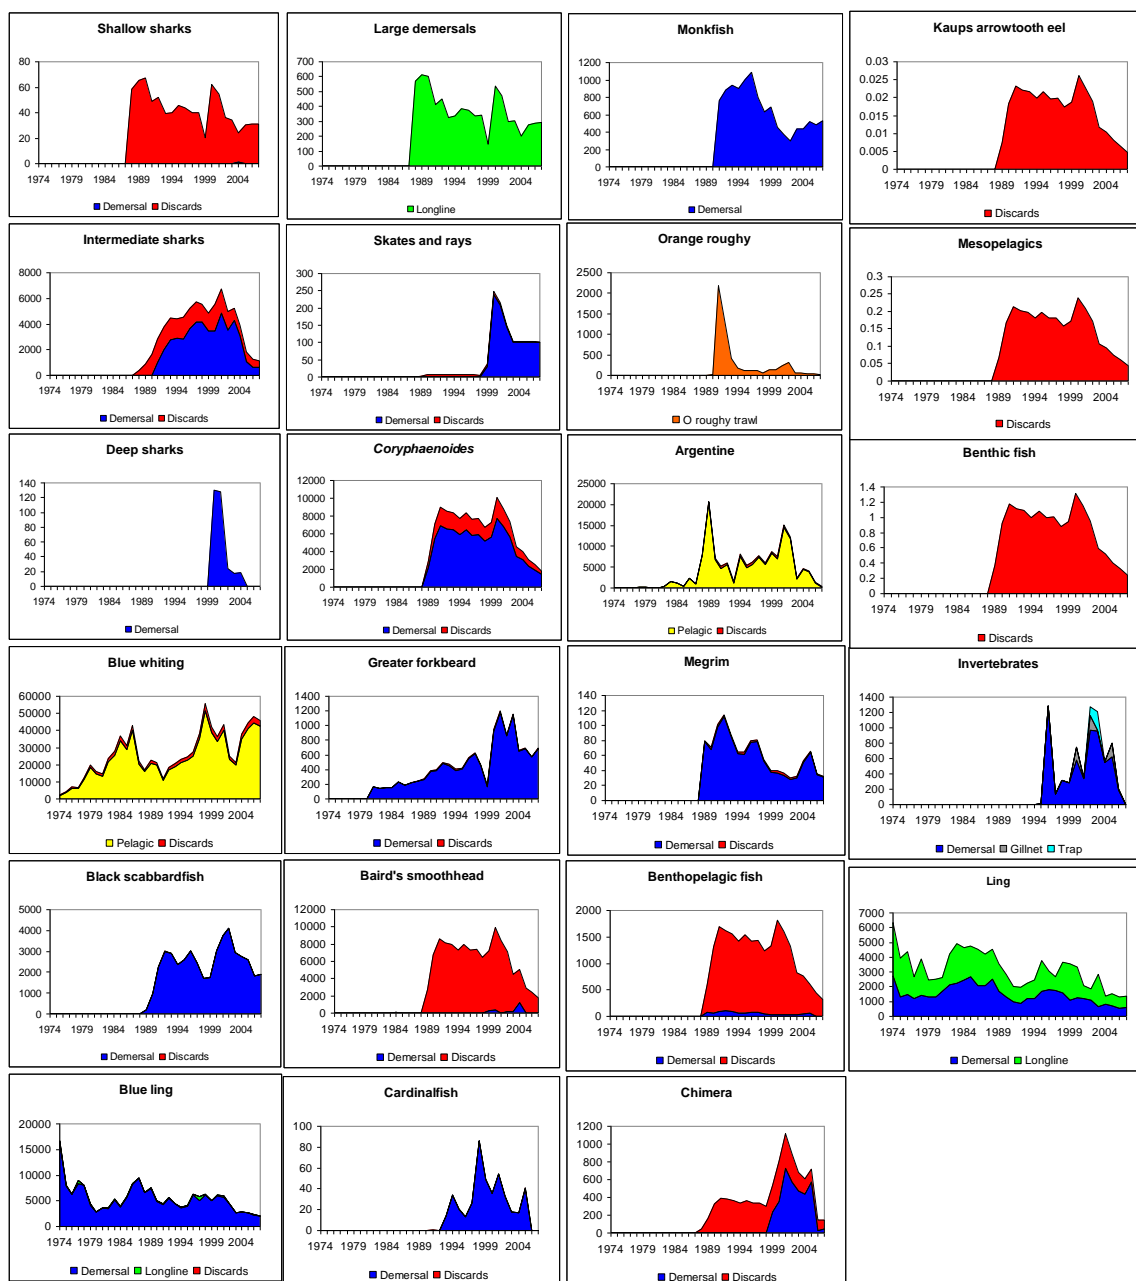 Shallow sharks
80
60
40
20
0
1974 1979 1984 1989 1994 1999 2004
Demersal Discards
Large demersals
700
600
500
400
300
200
100
0
1974 1979 1984 1989 1994 1999 2004
Longline
Monkfish
1200
1000
800
600
400
200
0
1974 1979 1984 1989 1994 1999 2004
Demersal
Kaups arrowtooth eel
0.03
0.025
0.02
0.015
0.01
0.005
0
1974 1979 1984 1989 1994 1999 2004
Discards
Intermediate sharks
8000
6000
4000
2000
0
1974 1979 1984 1989 1994 1999 2004
Demersal Discards
Skates and rays
300
250
200
150
100
50
0
1974 1979 1984 1989 1994 1999 2004
Demersal Discards
Orange roughy
2500
2000
1500
1000
500
0
1974 1979 1984 1989 1994 1999 2004
O roughy trawl
Mesopelagics
0.3
0.25
0.2
0.15
0.1
0.05
0
1974 1979 1984 1989 1994 1999 2004
Discards
Deep sharks
140
120
100
80
60
40
20
0
1974 1979 1984 1989 1994 1999 2004
Demersal
Coryphaenoides
12000
10000
8000
6000
4000
2000
0
1974 1979 1984 1989 1994 1999 2004
Demersal Discards
Argentine
25000
20000
15000
10000
5000
0
1974 1979 1984 1989 1994 1999 2004
Pelagic Discards
Benthic fish
1.4
1.2
1
0.8
0.6
0.4
0.2
0
1974 1979 1984 1989 1994 1999 2004
Discards
Blue whiting
60000
50000
40000
30000
20000
10000
0
1974 1979 1984 1989 1994 1999 2004
Pelagic Discards
Greater forkbeard
1400
1200
1000
800
600
400
200
0
1974 1979 1984 1989 1994 1999 2004
Demersal Discards
Megrim
140
120
100
80
60
40
20
0
1974 1979 1984 1989 1994 1999 2004
Demersal Discards
Invertebrates
1400
1200
1000
800
600
400
200
0
1974 1979 1984 1989 1994 1999 2004
Demersal Gillnet Trap
Black scabbardfish
5000
4000
3000
2000
1000
0
1974 1979 1984 1989 1994 1999 2004
Demersal Discards
Baird's smoothhead
12000
10000
8000
6000
4000
2000
0
1974 1979 1984 1989 1994 1999 2004
Demersal Discards
Benthopelagic fish
2000
1500
1000
500
0
1974 1979 1984 1989 1994 1999 2004
Demersal Discards
Ling
7000
6000
5000
4000
3000
2000
1000
0
1974 1979 1984 1989 1994 1999 2004
Demersal Longline
Blue ling
20000
15000
10000
5000
0
1974 1979 1984 1989 1994 1999 2004
Demersal Longline Discards
Cardinalfish
100
80
60
40
20
0
1974 1979 1984 1989 1994 1999 2004
Demersal Discards
Chimera
1200
1000
800
600
400
200
0
1974 1979 1984 1989 1994 1999 2004
Demersal Discards